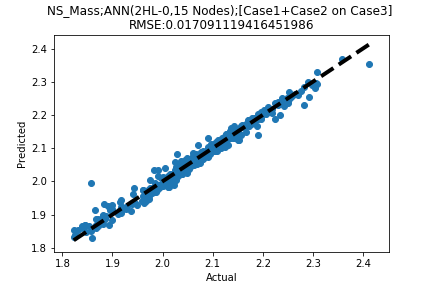 NS_Mass;ANN(2HL-0,15 Nodes);[Case1+Case2 on Case3]
RMSE:0.017091119416451986
2.4
2.3
2.2
2.1
2.0
1.9
1.8
Predicted
1.8 1.9 2.0 2.1 2.2 2.3 2.4
Actual